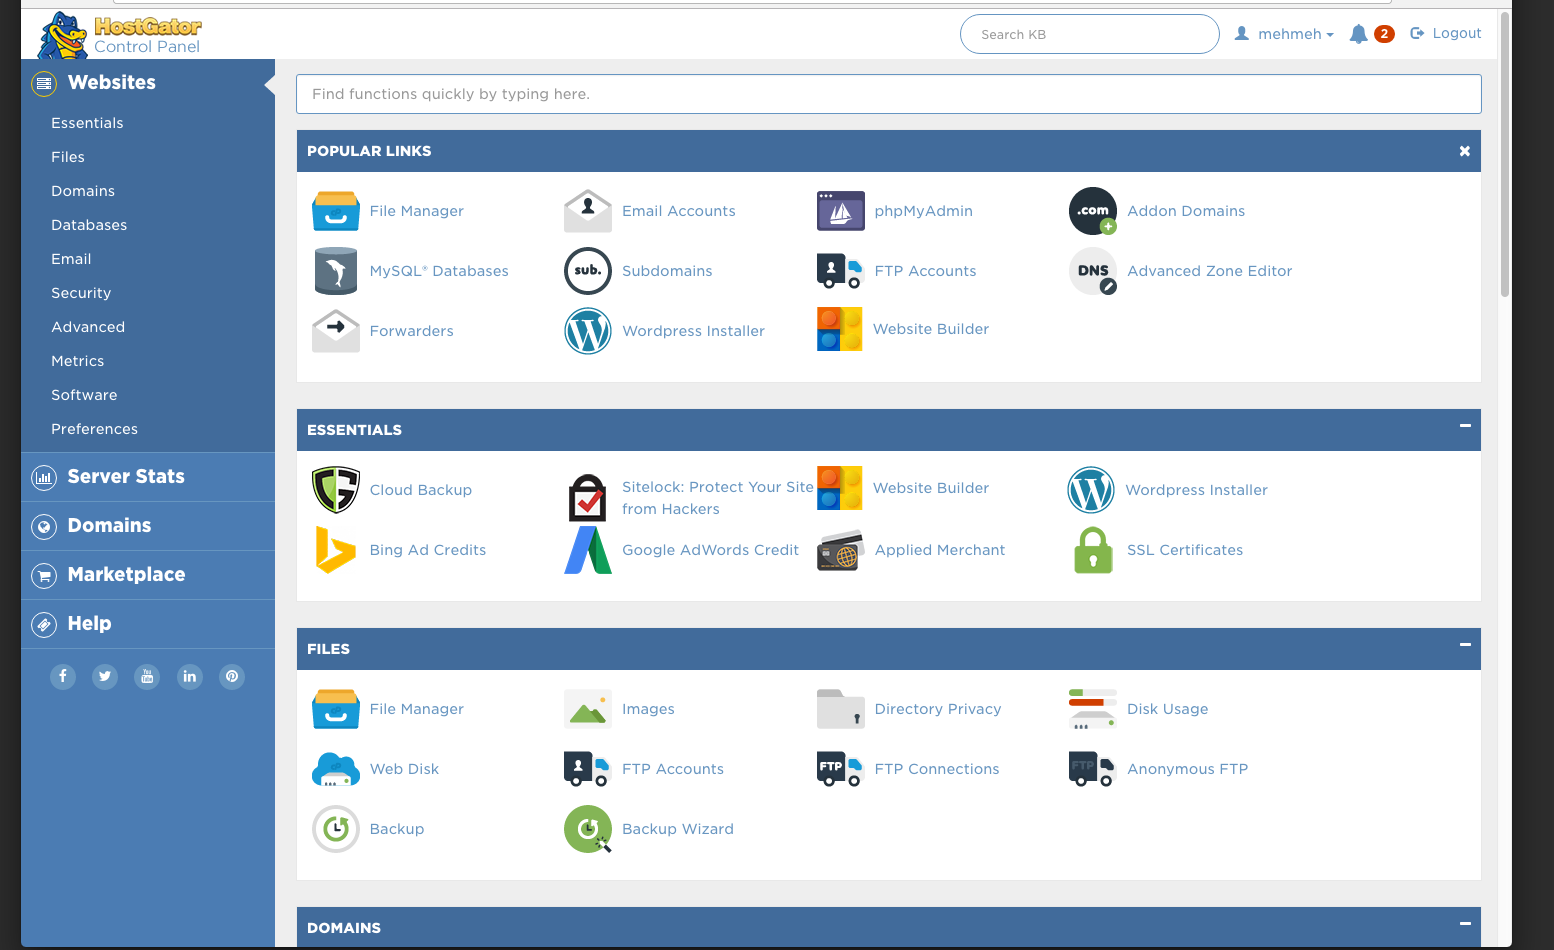 HostGator
Control Panel
Search KB
mehmeh
2
Logout
Websites
Essentials
Files
Domains
Databases
Email
Security
Advanced
Metrics
Software
Preferences
Server Stats
Domains
Marketplace
Help
Find functions quickly by typing here.
POPULAR LINKS
File Manager
Email Accounts
phpMyAdmin
.com
Addon Domains
MySQL® Databases
sub.
Subdomains
FTP Accounts
DNS
Advanced Zone Editor
Forwarders
Wordpress Installer
Website Builder
ESSENTIALS
Cloud Backup
Sitelock: Protect Your Site
from Hackers
Website Builder
Wordpress Installer
Bing Ad Credits
Google AdWords Credit
Applied Merchant
SSL Certificates
FILES
File Manager
Images
Directory Privacy
Disk Usage
Web Disk
FTP Accounts
FTP
FTP Connections
FTP
Anonymous FTP
Backup
Backup Wizard
DOMAINS